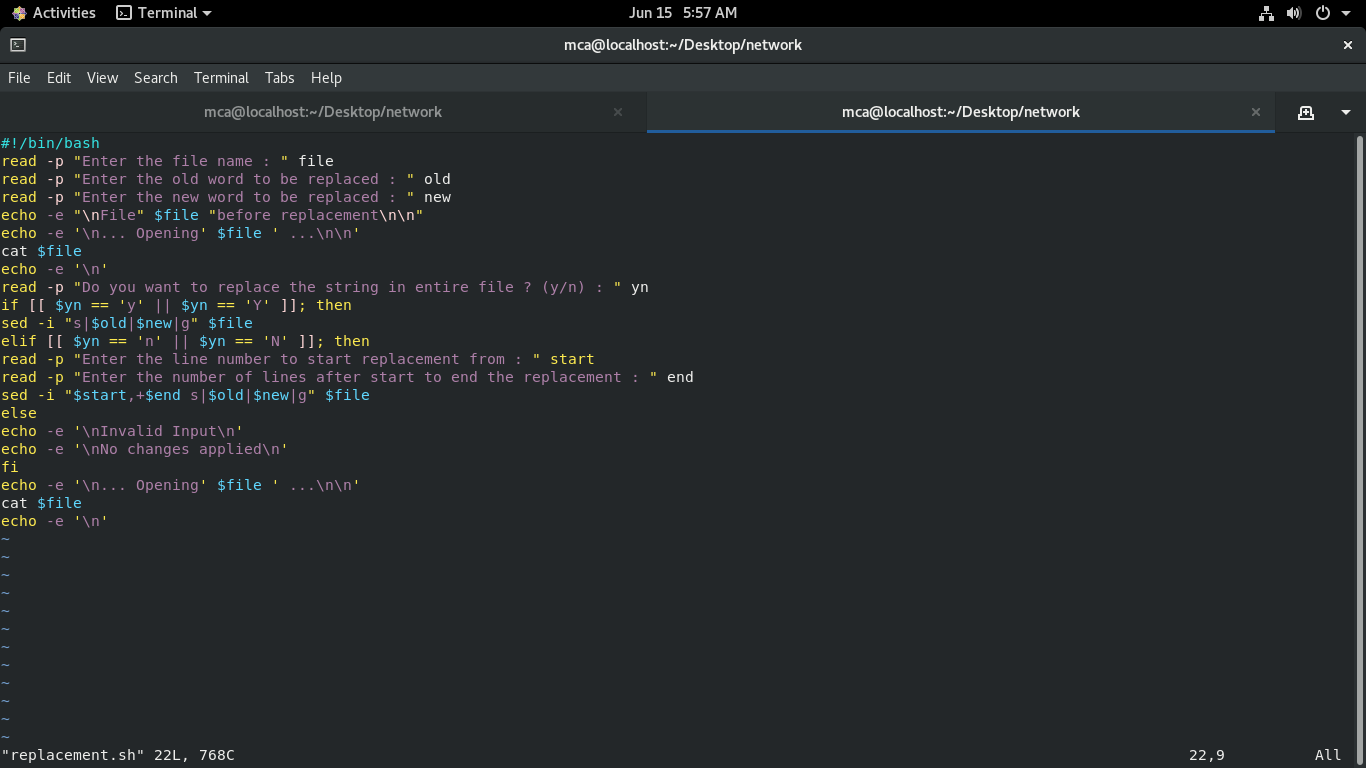 Activities Terminal Jun 15 5:57 AM
mca@localhost:~/Desktop/network ×
File Edit View Search Terminal Tabs Help
mca@localhost:~/Desktop/network × mca@localhost:~/Desktop/network ×
#!/bin/bash
read -p "Enter the file name : " file
read -p "Enter the old word to be replaced : " old
read -p "Enter the new word to be replaced : " new
echo -e "\nFile" $file "before replacement\n\n"
echo -e '\n... Opening' $file ' ...\n\n'
cat $file
echo -e '\n'
read -p "Do you want to replace the string in entire file ? (y/n) : " yn
if [[ $yn == 'y' || $yn == 'Y' ]]; then
sed -i "s|$old|$new|g" $file
elif [[ $yn == 'n' || $yn == 'N' ]]; then
read -p "Enter the line number to start replacement from : " start
read -p "Enter the number of lines after start to end the replacement : " end
sed -i "$start,+$end s|$old|$new|g" $file
else
echo -e '\nInvalid Input\n'
echo -e '\nNo changes applied\n'
fi
echo -e '\n... Opening' $file ' ...\n\n'
cat $file
echo -e '\n'
~
~
~
~
~
~
~
~
~
~
~
~
"replacement.sh" 22L, 768C 22,9 All